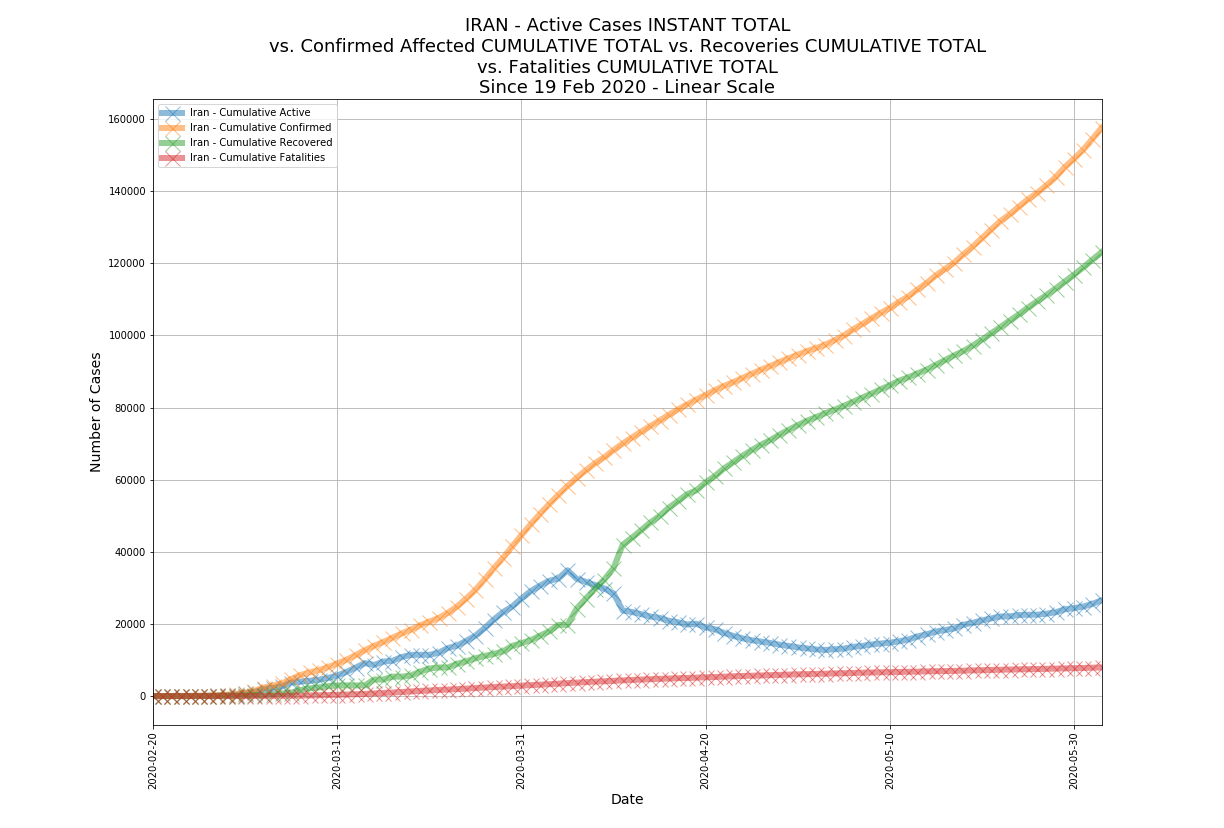 IRAN - Active Cases INSTANT TOTAL
vs. Confirmed Affected CUMULATIVE TOTAL vs. Recoveries CUMULATIVE TOTAL
vs. Fatalities CUMULATIVE TOTAL
Since 19 Feb 2020 - Linear Scale
Iran - Cumulative Active
Iran - Cumulative Confirmed
Iran - Cumulative Recovered
Iran - Cumulative Fatalities
Number of Cases
160000
140000
120000
100000
80000
60000
40000
20000
0
2020-02-20
2020-03-11
2020-03-31
2020-04-20
2020-05-10
2020-05-30
Date